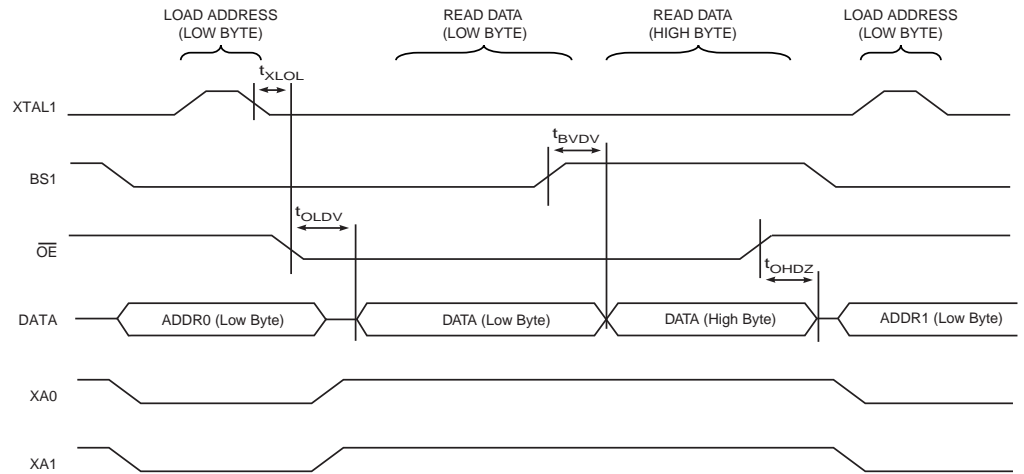 LOAD ADDRESS
(LOW BYTE)
READ DATA
(LOW BYTE)
READ DATA
(HIGH BYTE)
LOAD ADDRESS
(LOW BYTE)
tXLOL
XTAL1
tBVDV
BS1
tOLDV
OE
tOHDZ
DATA
ADDR0 (Low Byte)
DATA (Low Byte)
DATA (High Byte)
ADDR1 (Low Byte)
XA0
XA1